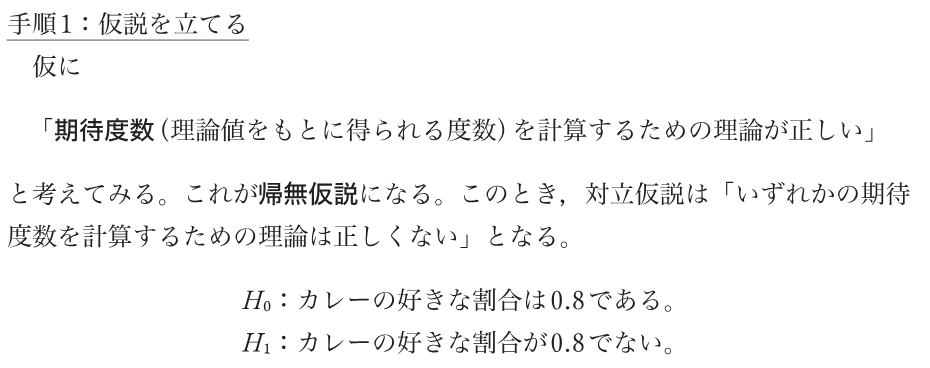 手順1：仮説を立てる
仮に
「期待度数 (理論値をもとに得られる度数) を計算するための理論が正しい」
と考えてみる。これが帰無仮説になる。このとき，対立仮説は「いずれかの期待
度数を計算するための理論は正しくない」となる。
H₀：カレーの好きな割合は0.8である。
H₁：カレーの好きな割合が0.8でない。